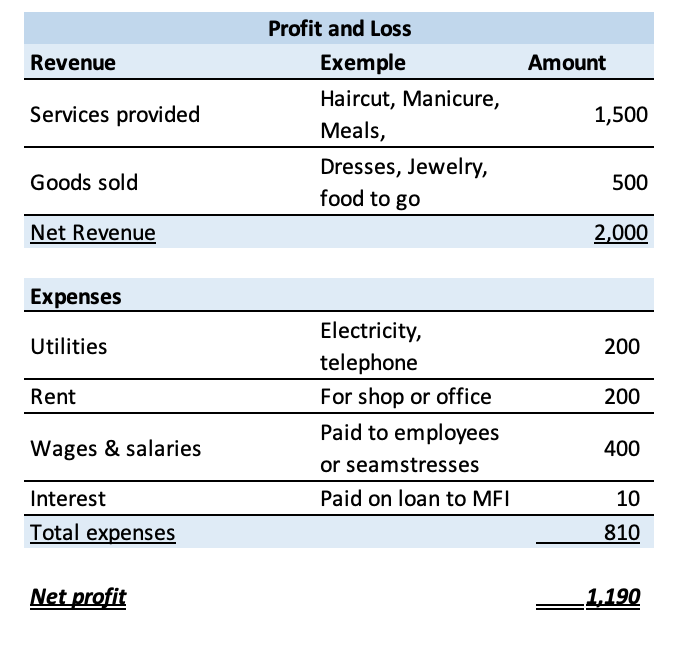 Profit and Loss
Revenue Exemple Amount
Services provided Haircut, Manicure, Meals, 1,500
Goods sold Dresses, Jewelry, food to go 500
Net Revenue 2,000
Expenses
Utilities Electricity, telephone 200
Rent For shop or office 200
Wages & salaries Paid to employees or seamstresses 400
Interest Paid on loan to MFI 10
Total expenses 810
Net profit 1,190